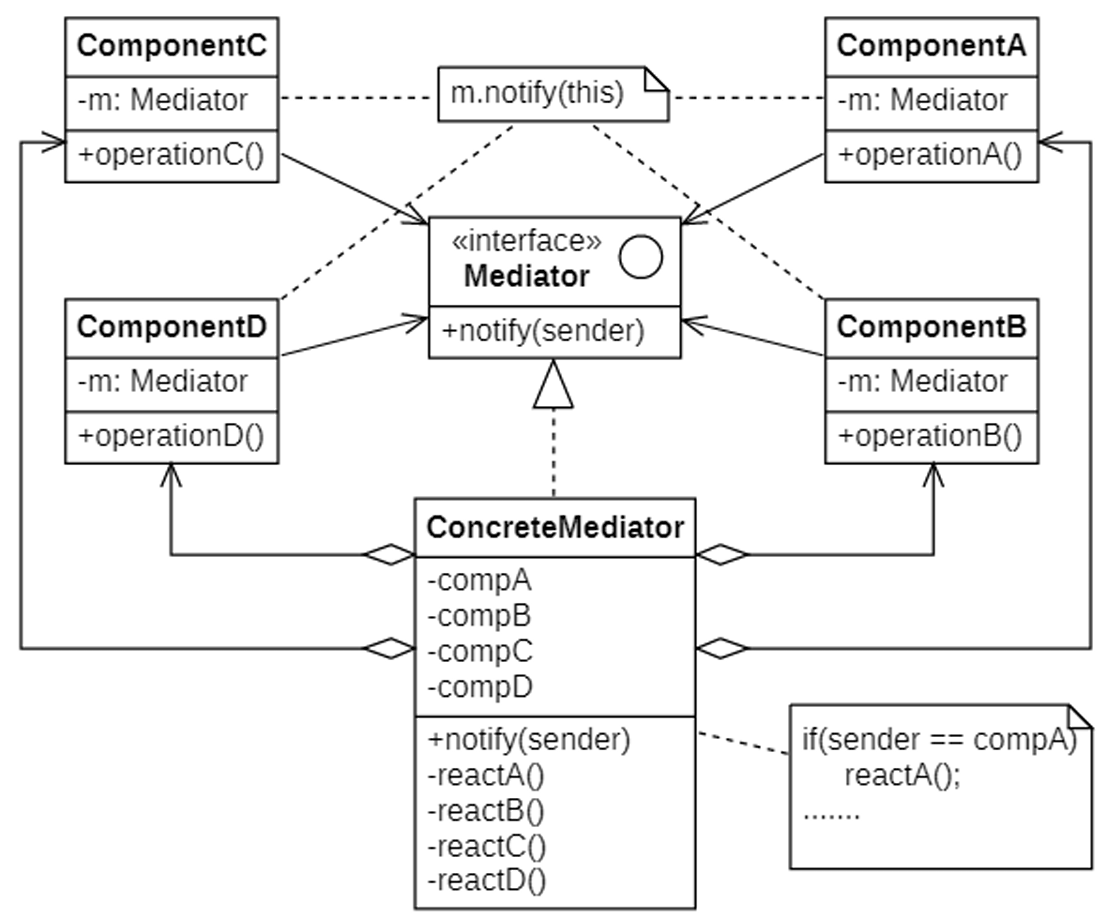 ComponentC
-m: Mediator
+operationC()
m.notify(this)
ComponentA
-m: Mediator
+operationA()
«interface»
Mediator
+notify(sender)
ComponentD
-m: Mediator
+operationD()
ComponentB
-m: Mediator
+operationB()
ConcreteMediator
-compA
-compB
-compC
-compD
+notify(sender)
-reactA()
-reactB()
-reactC()
-reactD()
if(sender == compA)
reactA();
.......